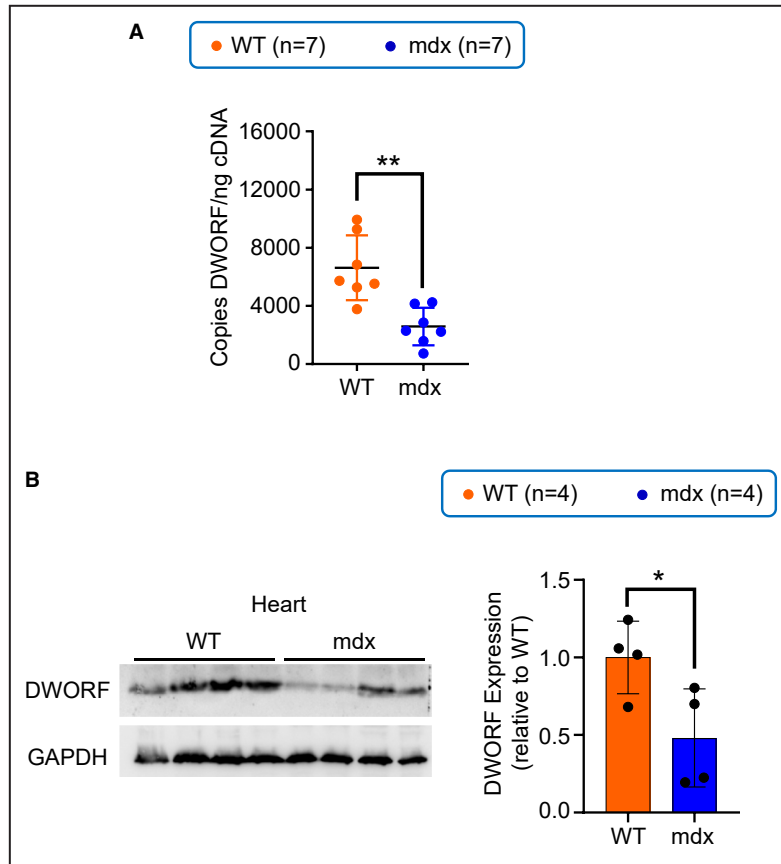 A
WT (n=7) mdx (n=7)
Copies DWORF/ng cDNA
16000
12000
8000
4000
0
**
WT mdx
B
WT (n=4) mdx (n=4)
Heart
WT mdx
DWORF
GAPDH
DWORF Expression
(relative to WT)
1.5
1.0
0.5
0.0
*
WT mdx